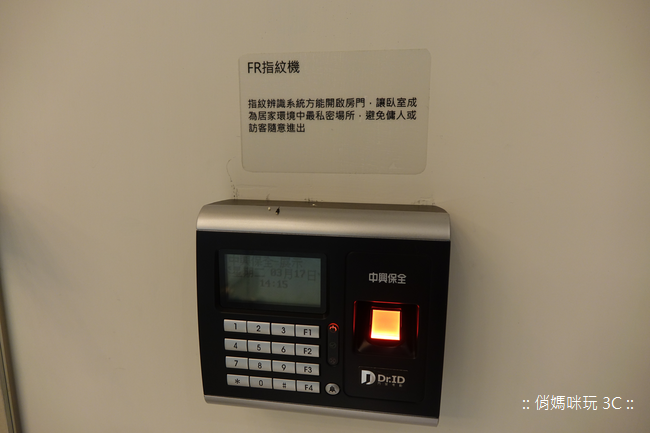 FR指紋機
指紋辨識系統方能開啟房門，讓臥室成
為居家環境中最私密場所，避免傭人或
訪客隨意進出
中興保全
14:15
1 2 3 F1
4 5 6 F2
7 8 9 F3
* 0 # F4
Dr.ID
:: 俏媽咪玩 3C ::